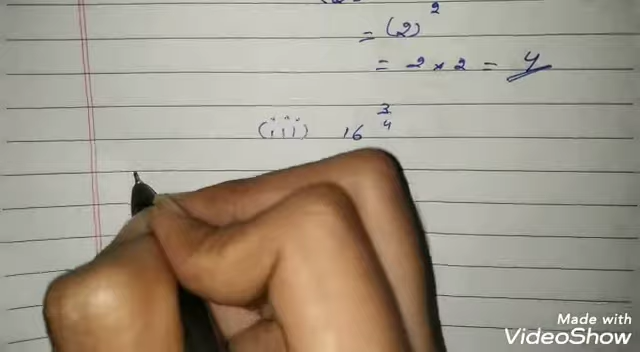 2
= (2)
= 2 × 2 = 4
(iii) 16^3/4
Made with
VideoShow